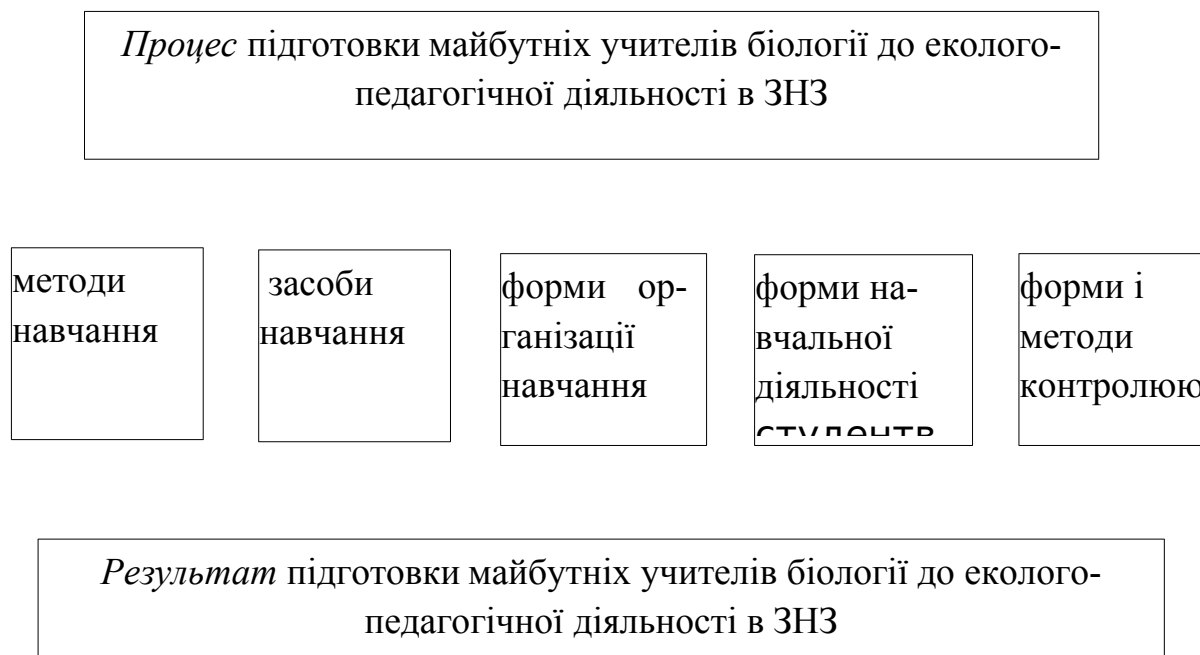 Процес підготовки майбутніх учителів біології до еколого-
педагогічної діяльності в ЗНЗ
методи
навчання
засоби
навчання
форми ор-
ганізації
навчання
форми на-
вчальної
діяльності
форми і
методи
Результат підготовки майбутніх учителів біології до еколого-
педагогічної діяльності в ЗНЗ